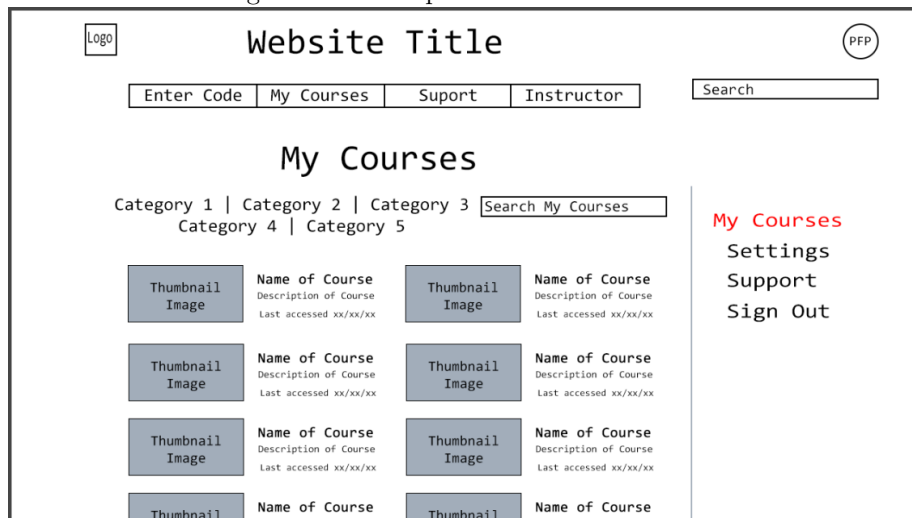 Logo
Website Title
PFP
Enter Code
My Courses
Suport
Instructor
Search
My Courses
Category 1 | Category 2 | Category 3
Category 4 | Category 5
Search My Courses
My Courses
Settings
Support
Sign Out
Thumbnail
Image
Name of Course
Description of Course
Last accessed xx/xx/xx
Thumbnail
Image
Name of Course
Description of Course
Last accessed xx/xx/xx
Thumbnail
Image
Name of Course
Description of Course
Last accessed xx/xx/xx
Thumbnail
Image
Name of Course
Description of Course
Last accessed xx/xx/xx
Thumbnail
Image
Name of Course
Description of Course
Last accessed xx/xx/xx
Thumbnail
Image
Name of Course
Description of Course
Last accessed xx/xx/xx
Thumbnail
Name of Course
Thumbnail
Name of Course